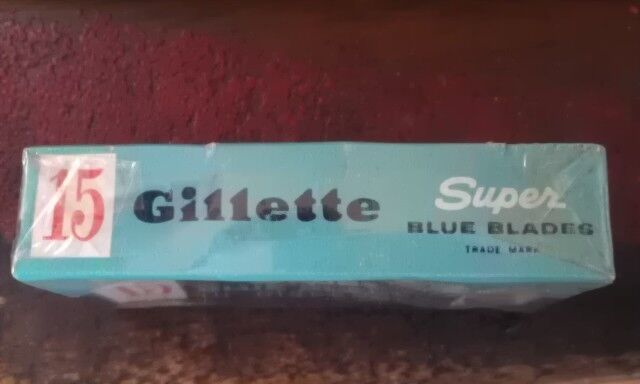 15 Gillette Super
BLUE BLADES
TRADE MARK